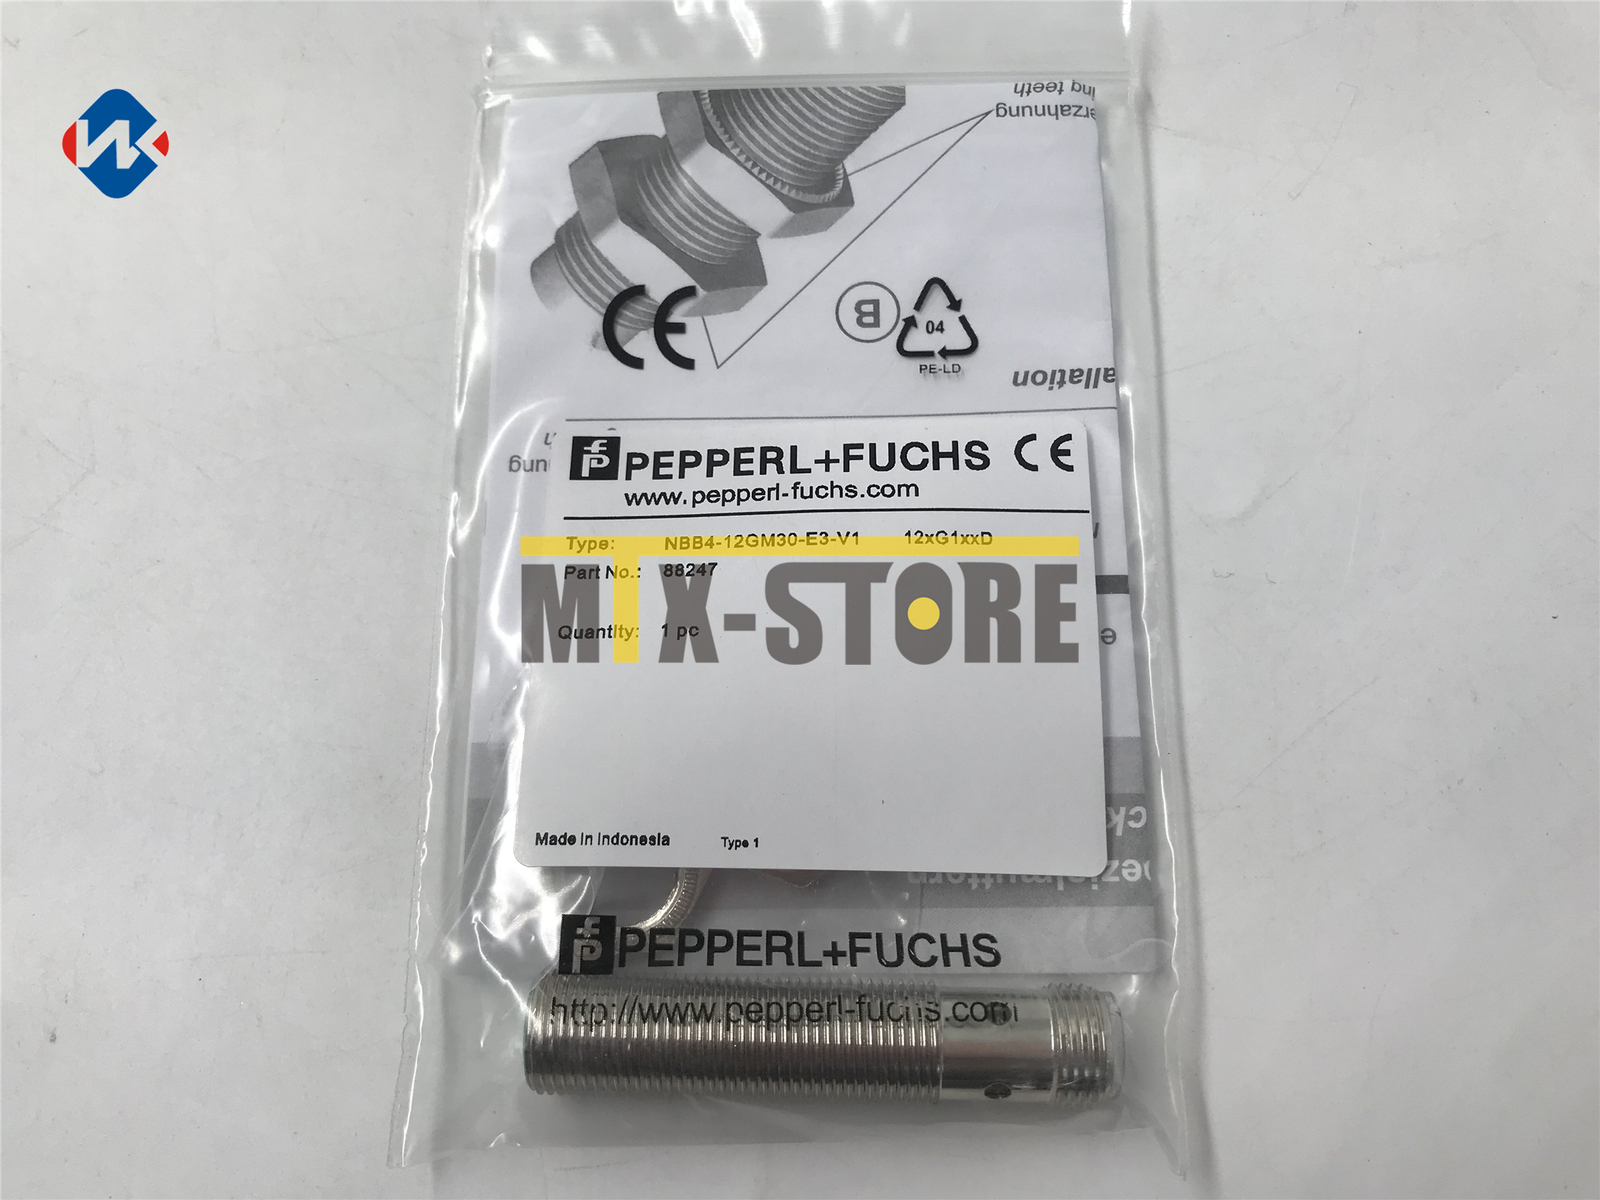 ing teeth
erzahnung
CE
B
04
PE-LD
allation
PEPPERL+FUCHS CE
www.pepperl-fuchs.com
Type: NBB4-12GM30-E3-V1 12xG1xxD
Part No.: 88247
Quantity: 1 pc
MTX-STORE
Made in Indonesia Type 1
PEPPERL+FUCHS
http://www.pepperl-fuchs.com